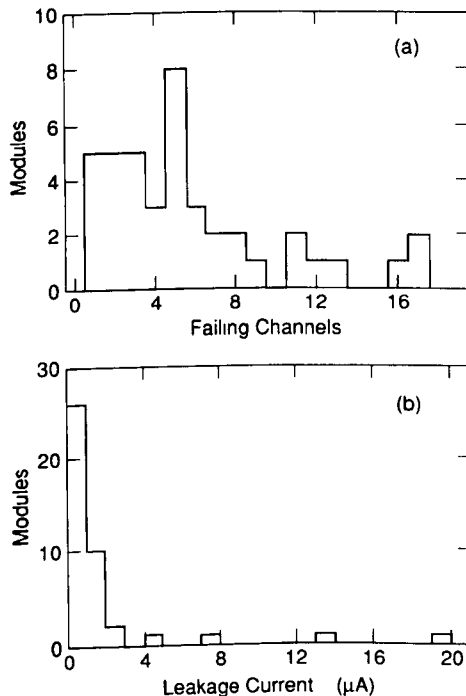 10
(a)
8
6
4
2
0
Modules
0 4 8 12 16
Failing Channels
30
(b)
20
10
0
Modules
0 4 8 12 16 20
Leakage Current (μA)